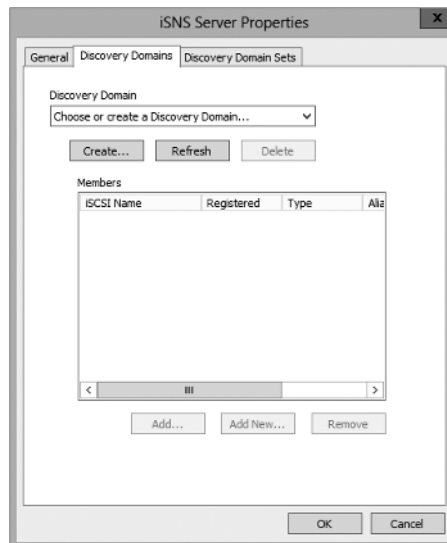 iSNS Server Properties
x
General Discovery Domains Discovery Domain Sets
Discovery Domain
Choose or create a Discovery Domain...
Create... Refresh Delete
Members
iSCSI Name Registered Type Alia
Add... Add New... Remove
OK Cancel